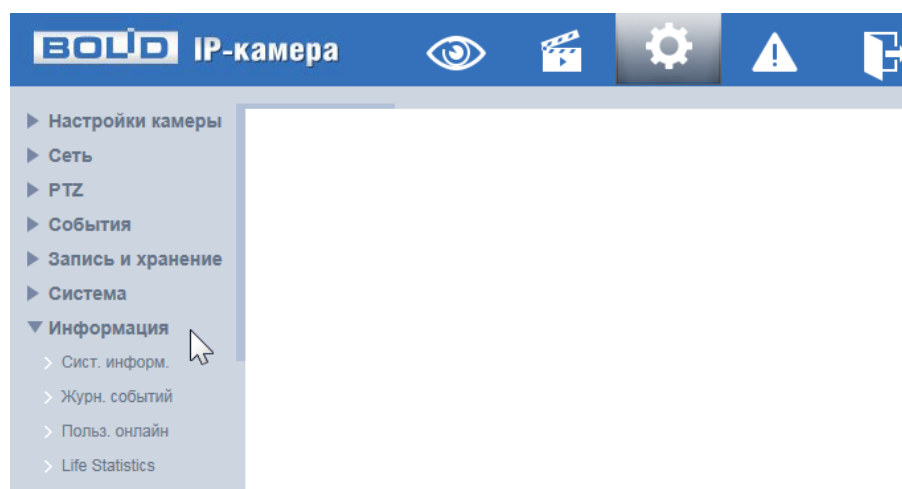 BOLID IP-камера
Настройки камеры
Сеть
PTZ
События
Запись и хранение
Система
Информация
Сист. информ.
Журн. событий
Польз. онлайн
Life Statistics